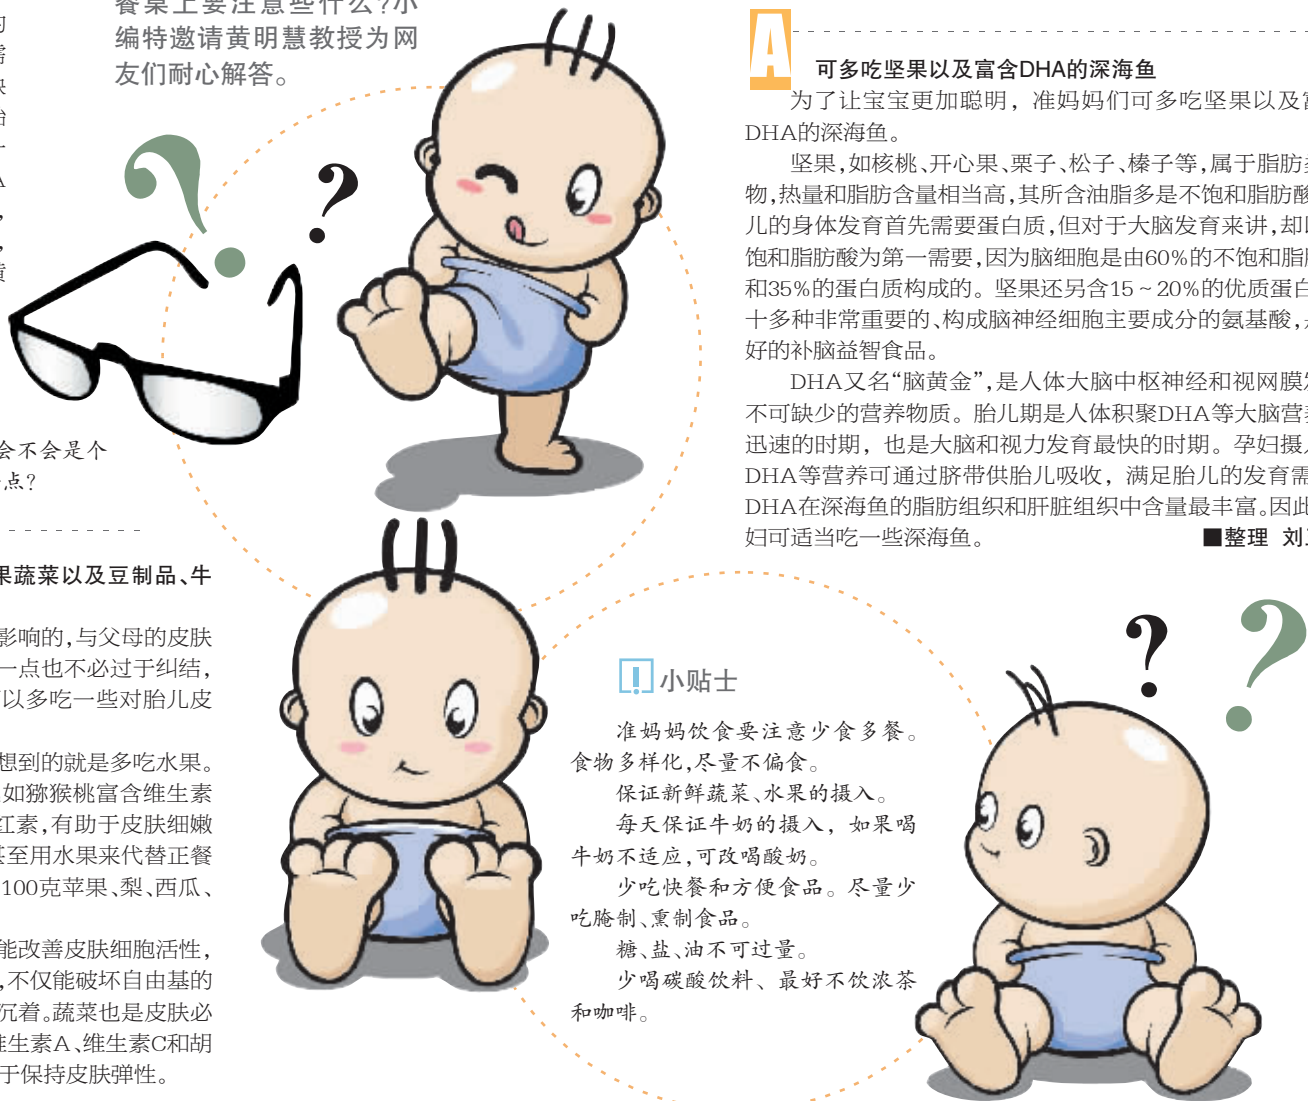 餐桌上要注意些什么?小
编特邀请黄明慧教授为网
友们耐心解答。
会不会是个
点?
果蔬菜以及豆制品、牛
影响的,与父母的皮肤
一点也不必过于纠结,
以多吃一些对胎儿皮
想到的就是多吃水果。
如猕猴桃富含维生素
红素,有助于皮肤细嫩
甚至用水果来代替正餐
100克苹果、梨、西瓜、
能改善皮肤细胞活性,
,不仅能破坏自由基的
沉着。蔬菜也是皮肤必
维生素A、维生素C和胡
于保持皮肤弹性。
A
可多吃坚果以及富含DHA的深海鱼
为了让宝宝更加聪明,准妈妈们可多吃坚果以及
DHA的深海鱼。
坚果,如核桃、开心果、栗子、松子、榛子等,属于脂肪
物,热量和脂肪含量相当高,其所含油脂多是不饱和脂肪酸
儿的身体发育首先需要蛋白质,但对于大脑发育来讲,却
饱和脂肪酸为第一需要,因为脑细胞是由60%的不饱和脂
和35%的蛋白质构成的。坚果还另含15~20%的优质蛋白
十多种非常重要的、构成脑神经细胞主要成分的氨基酸,
好的补脑益智食品。
DHA又名“脑黄金”,是人体大脑中枢神经和视网膜
不可缺少的营养物质。胎儿期是人体积聚DHA等大脑营
迅速的时期,也是大脑和视力发育最快的时期。孕妇摄
DHA等营养可通过脐带供胎儿吸收,满足胎儿的发育需
DHA在深海鱼的脂肪组织和肝脏组织中含量最丰富。因此
妇可适当吃一些深海鱼。 ■整理 刘
小贴士
准妈妈饮食要注意少食多餐。
食物多样化,尽量不偏食。
保证新鲜蔬菜、水果的摄入。
每天保证牛奶的摄入,如果喝
牛奶不适应,可改喝酸奶。
少吃快餐和方便食品。尽量少
吃腌制、熏制食品。
糖、盐、油不可过量。
少喝碳酸饮料、最好不饮浓茶
和咖啡。